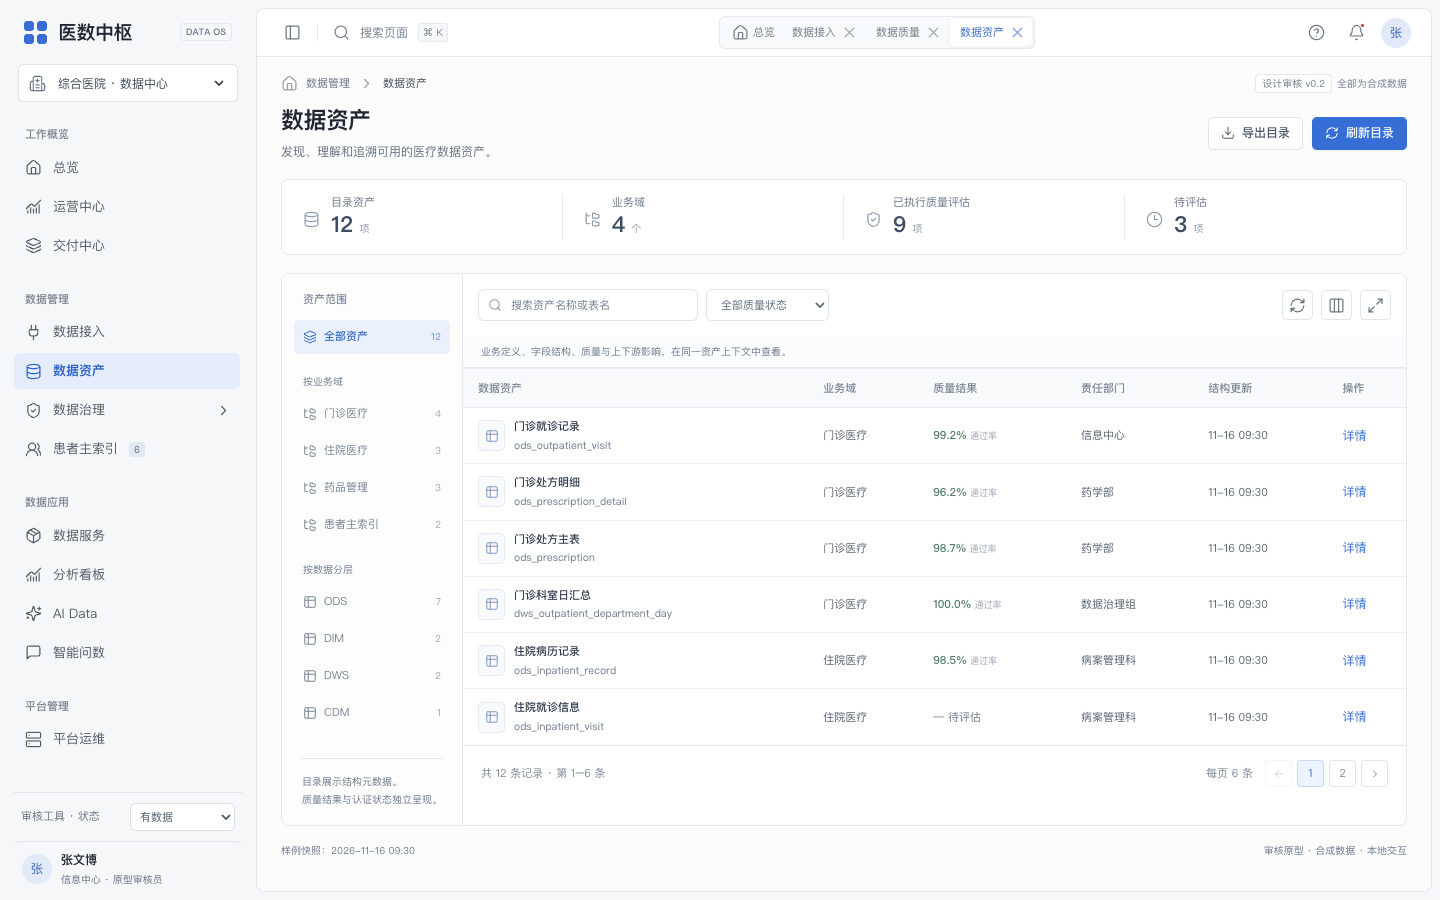 医数中枢
DATA OS
综合医院 · 数据中心
工作概览
总览
运营中心
交付中心
数据管理
数据接入
数据资产
数据治理
患者主索引 6
数据应用
数据服务
分析看板
AI Data
智能问数
平台管理
平台运维
审核工具 · 状态 有数据
张 张文博
信息中心 · 原型审核员
搜索页面 ⌘ K
总览 数据接入 数据质量 数据资产
张
数据管理 数据资产
设计审核 v0.2 全部为合成数据
数据资产
发现、理解和追溯可用的医疗数据资产。
导出目录 刷新目录
目录资产
12 项
业务域
4 个
已执行质量评估
9 项
待评估
3 项
资产范围
全部资产 12
按业务域
门诊医疗 4
住院医疗 3
药品管理 3
患者主索引 2
按数据分层
ODS 7
DIM 2
DWS 2
CDM 1
目录展示结构元数据。
质量结果与认证状态独立呈现。
搜索资产名称或表名 全部质量状态
业务定义、字段结构、质量与上下游影响，在同一资产上下文中查看。
数据资产 业务域 质量结果 责任部门 结构更新 操作
门诊就诊记录
ods_outpatient_visit 门诊医疗 99.2% 通过率 信息中心 11-16 09:30 详情
门诊处方明细
ods_prescription_detail 门诊医疗 96.2% 通过率 药学部 11-16 09:30 详情
门诊处方主表
ods_prescription 门诊医疗 98.7% 通过率 药学部 11-16 09:30 详情
门诊科室日汇总
dws_outpatient_department_day 门诊医疗 100.0% 通过率 数据治理组 11-16 09:30 详情
住院病历记录
ods_inpatient_record 住院医疗 98.5% 通过率 病案管理科 11-16 09:30 详情
住院就诊信息
ods_inpatient_visit 住院医疗 — 待评估 病案管理科 11-16 09:30 详情
共 12 条记录 · 第 1–6 条
每页 6 条 ← 1 2 ›
样例快照：2026-11-16 09:30
审核原型 · 合成数据 · 本地交互